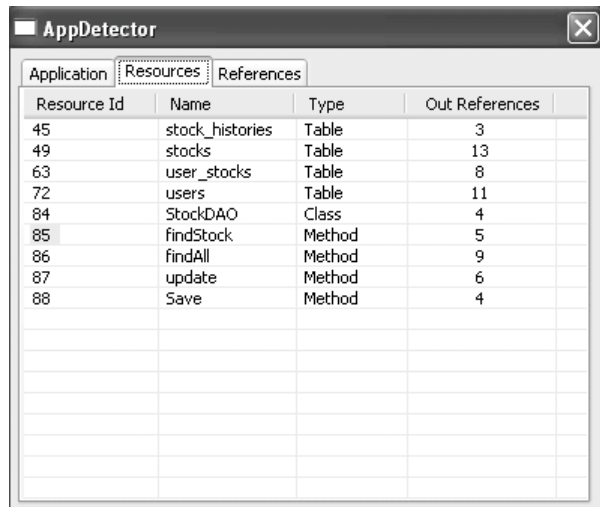 AppDetector
Application Resources References
Resource Id Name Type Out References
45 stock_histories Table 3
49 stocks Table 13
63 user_stocks Table 8
72 users Table 11
84 StockDAO Class 4
85 findStock Method 5
86 findAll Method 9
87 update Method 6
88 Save Method 4